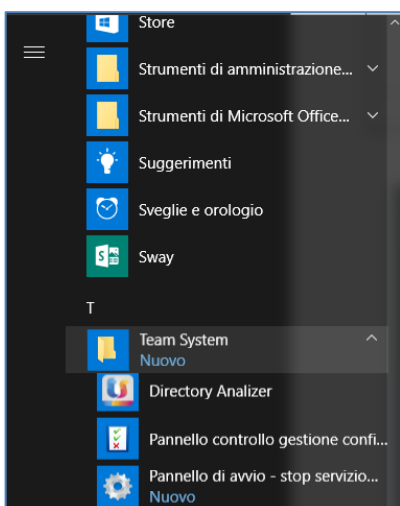 Store
Strumenti di amministrazione...
Strumenti di Microsoft Office...
Suggerimenti
Sveglie e orologio
Sway
T
Team System
Nuovo
Directory Analizer
Pannello controllo gestione confi...
Pannello di avvio - stop servizio...
Nuovo